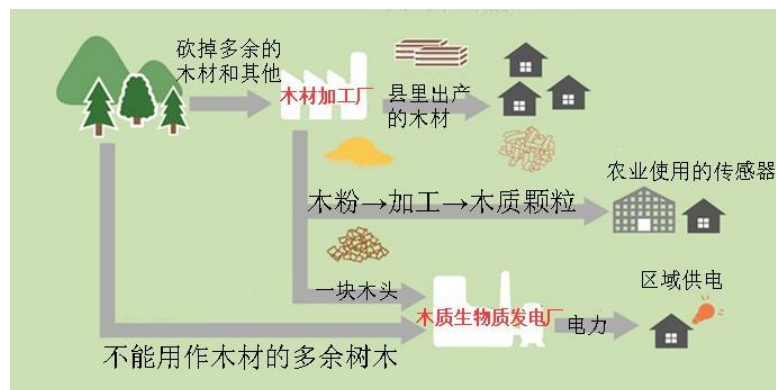 砍掉多余的
木材和其他
木材加工厂
县里出产
的木材
农业使用的传感器
木粉→加工→木质颗粒
一块木头
木质生物质发电厂
电力
区域供电
不能用作木材的多余树木